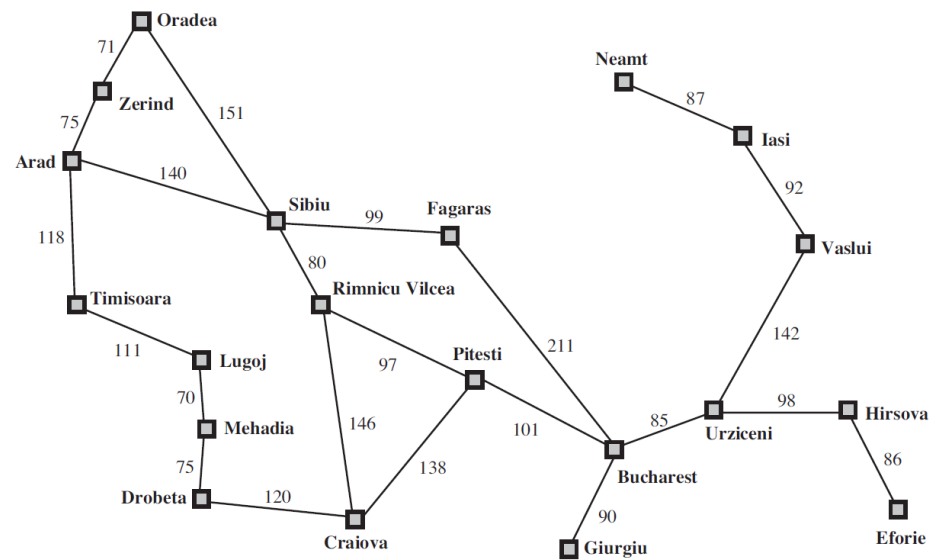 Oradea
71
Neamt
87
Zerind
151
75
Iasi
Arad
140
92
Sibiu
99
Fagaras
118
Vaslui
80
Timisoara
Rimnicu Vilcea
111
Lugoj
97
Pitesti
211
142
70
98
Hirsova
Mehadia
146
101
85
Urziceni
75
138
86
Bucharest
Drobeta
120
90
Craiova
Giurgiu
Eforie